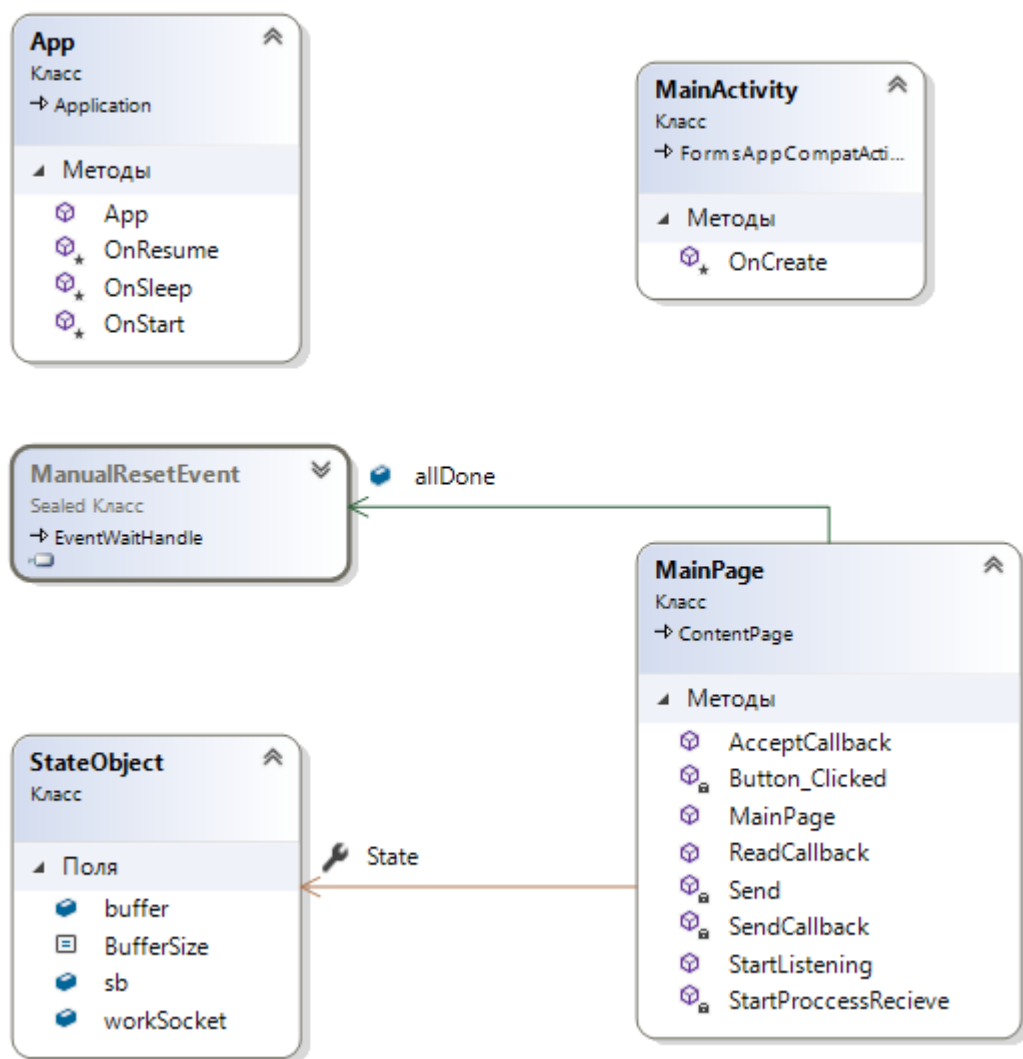 App
Класс
Application
Методы
App
OnResume
OnSleep
OnStart
MainActivity
Класс
FormsAppCompatActi...
Методы
OnCreate
ManualResetEvent
Sealed Класс
EventWaitHandle
allDone
MainPage
Класс
ContentPage
Методы
AcceptCallback
Button_Clicked
MainPage
ReadCallback
Send
SendCallback
StartListening
StartProccessRecieve
StateObject
Класс
Поля
buffer
BufferSize
sb
workSocket
State